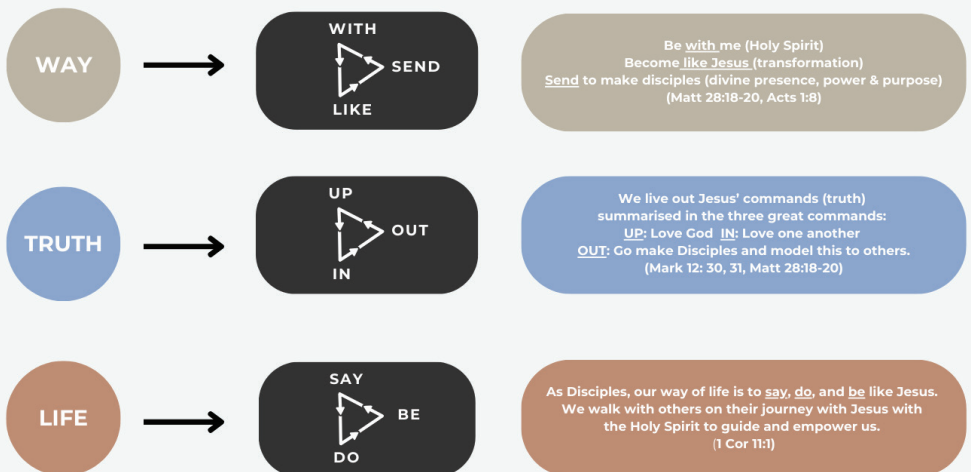 WAY
WITH
SEND
LIKE
Be with me (Holy Spirit)
Become like Jesus (transformation)
Send to make disciples (divine presence, power & purpose)
(Matt 28:18-20, Acts 1:8)
TRUTH
UP
OUT
IN
We live out Jesus’ commands (truth)
summarised in the three great commands:
UP: Love God IN: Love one another
OUT: Go make Disciples and model this to others.
(Mark 12: 30, 31, Matt 28:18-20)
LIFE
SAY
BE
DO
As Disciples, our way of life is to say, do, and be like Jesus.
We walk with others on their journey with Jesus with
the Holy Spirit to guide and empower us.
(1 Cor 11:1)